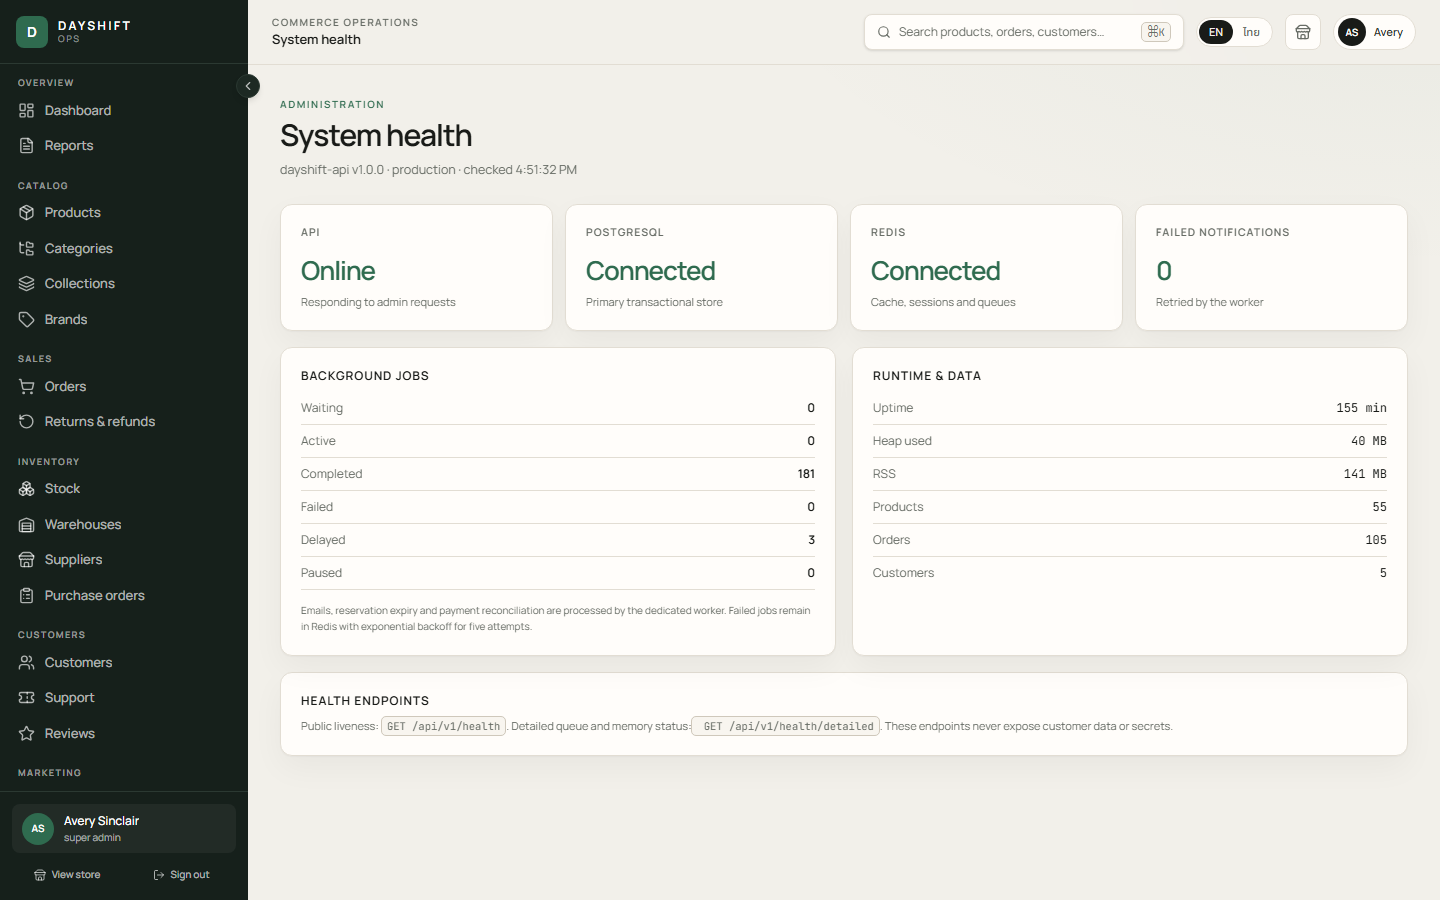 D
DAYSHIFT
OPS
OVERVIEW
Dashboard
Reports
CATALOG
Products
Categories
Collections
Brands
SALES
Orders
Returns & refunds
INVENTORY
Stock
Warehouses
Suppliers
Purchase orders
CUSTOMERS
Customers
Support
Reviews
MARKETING
AS
Avery Sinclair
super admin
View store
Sign out
COMMERCE OPERATIONS
System health
Search products, orders, customers...
⌘K
EN
ไทย
AS
Avery
ADMINISTRATION
System health
dayshift-api v1.0.0 · production · checked 4:51:32 PM
API
Online
Responding to admin requests
POSTGRESQL
Connected
Primary transactional store
REDIS
Connected
Cache, sessions and queues
FAILED NOTIFICATIONS
0
Retried by the worker
BACKGROUND JOBS
Waiting 0
Active 0
Completed 181
Failed 0
Delayed 3
Paused 0
Emails, reservation expiry and payment reconciliation are processed by the dedicated worker. Failed jobs remain
in Redis with exponential backoff for five attempts.
RUNTIME & DATA
Uptime 155 min
Heap used 40 MB
RSS 141 MB
Products 55
Orders 105
Customers 5
HEALTH ENDPOINTS
Public liveness: GET /api/v1/health. Detailed queue and memory status: GET /api/v1/health/detailed. These endpoints never expose customer data or secrets.